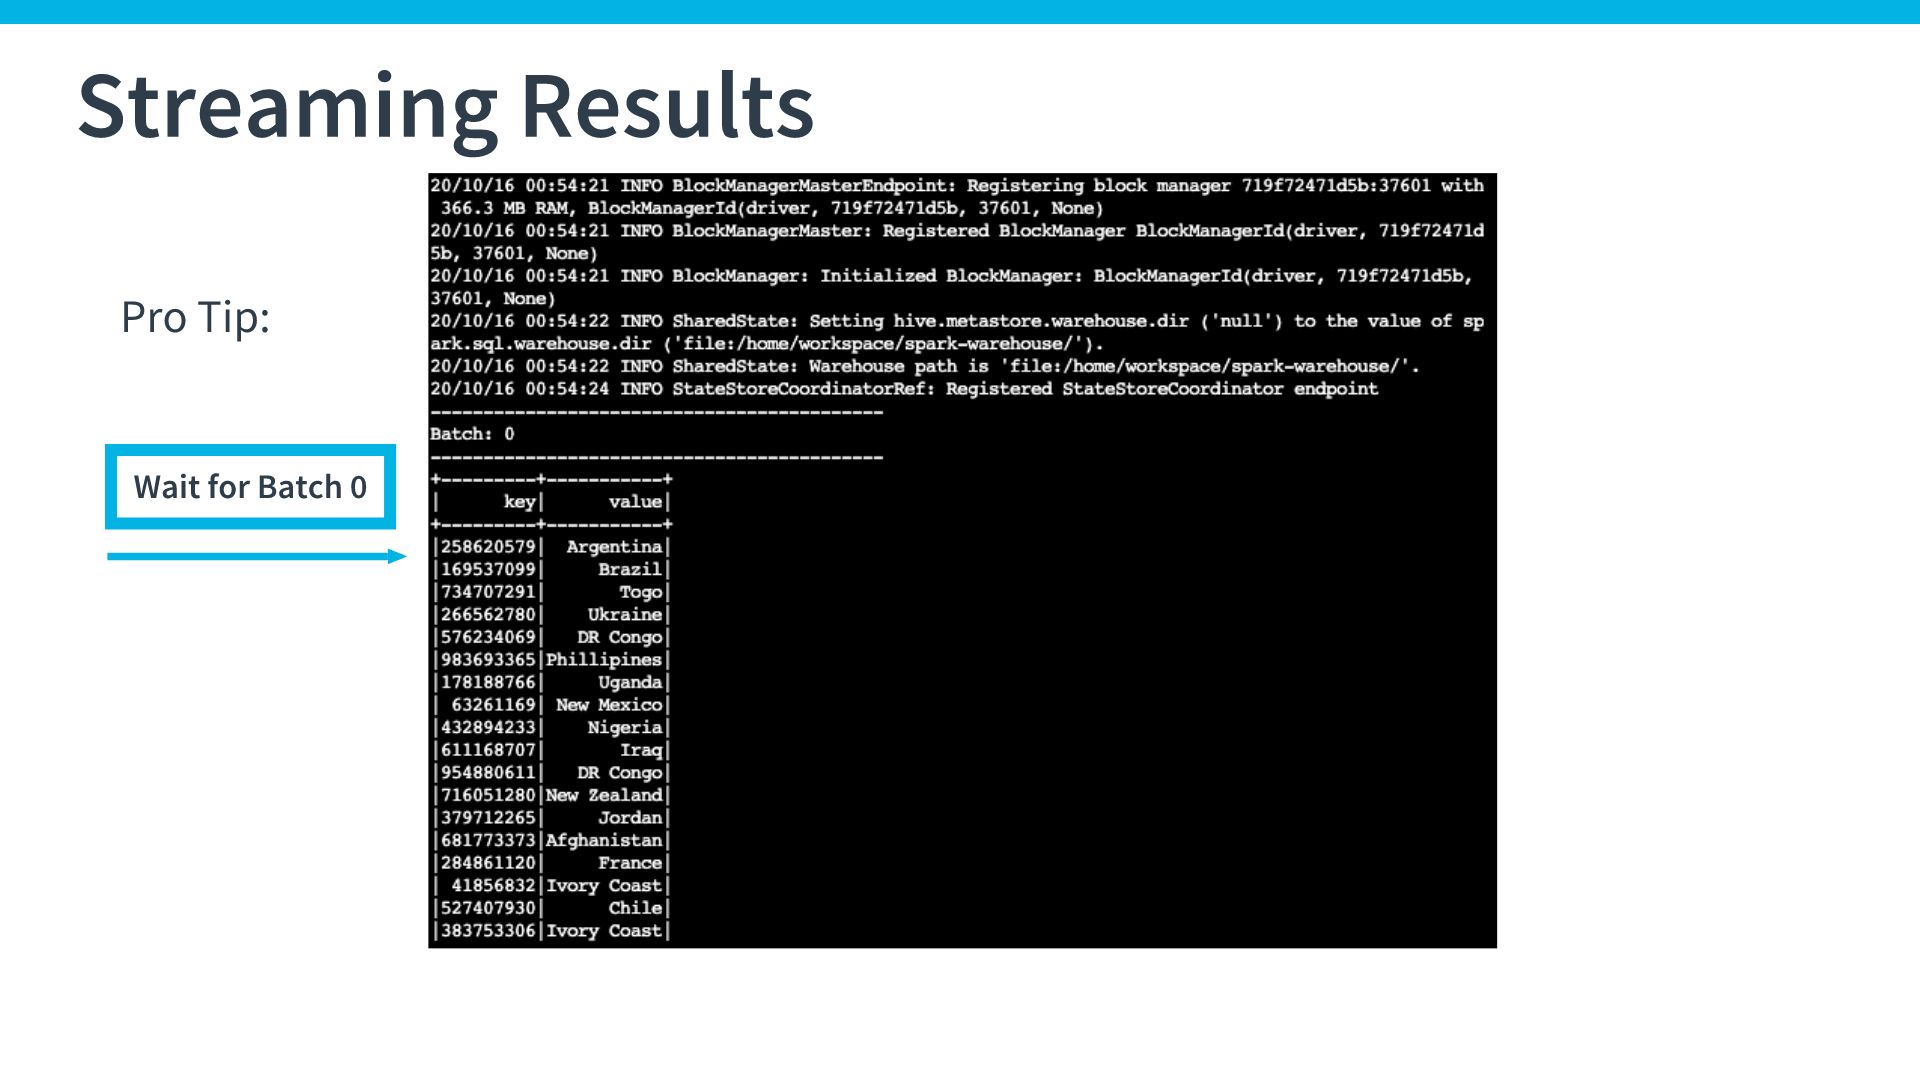 Streaming Results
Pro Tip:
Wait for Batch 0
20/10/16 00:54:21 INFO BlockManagerMasterEndpoint: Registering block manager 719f72471d5b:37601 with
 366.3 MB RAM, BlockManagerId(driver, 719f72471d5b, 37601, None)
20/10/16 00:54:21 INFO BlockManagerMaster: Registered BlockManager BlockManagerId(driver, 719f72471d
5b, 37601, None)
20/10/16 00:54:21 INFO BlockManager: Initialized BlockManager: BlockManagerId(driver, 719f72471d5b,
37601, None)
20/10/16 00:54:22 INFO SharedState: Setting hive.metastore.warehouse.dir ('null') to the value of sp
ark.sql.warehouse.dir ('file:/home/workspace/spark-warehouse/').
20/10/16 00:54:22 INFO SharedState: Warehouse path is 'file:/home/workspace/spark-warehouse/'.
20/10/16 00:54:24 INFO StateStoreCoordinatorRef: Registered StateStoreCoordinator endpoint
-------------------------------------------
Batch: 0
-------------------------------------------
+---------+-----------+
|      key|      value|
+---------+-----------+
|258620579|  Argentina|
|169537099|     Brazil|
|734707291|       Togo|
|266562780|    Ukraine|
|576234069|   DR Congo|
|983693365|Phillipines|
|178188766|     Uganda|
| 63261169| New Mexico|
|432894233|    Nigeria|
|611168707|       Iraq|
|954880611|   DR Congo|
|716051280|New Zealand|
|379712265|     Jordan|
|681773373|Afghanistan|
|284861120|     France|
| 41856832|Ivory Coast|
|527407930|      Chile|
|383753306|Ivory Coast|